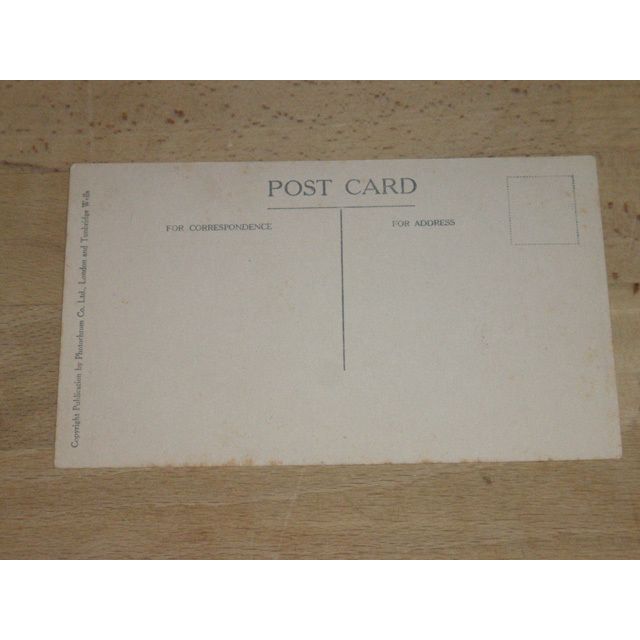 POST CARD
FOR CORRESPONDENCE
FOR ADDRESS
Copyright Publication by Photochrom Co., Ltd., London and Tunbridge Wells